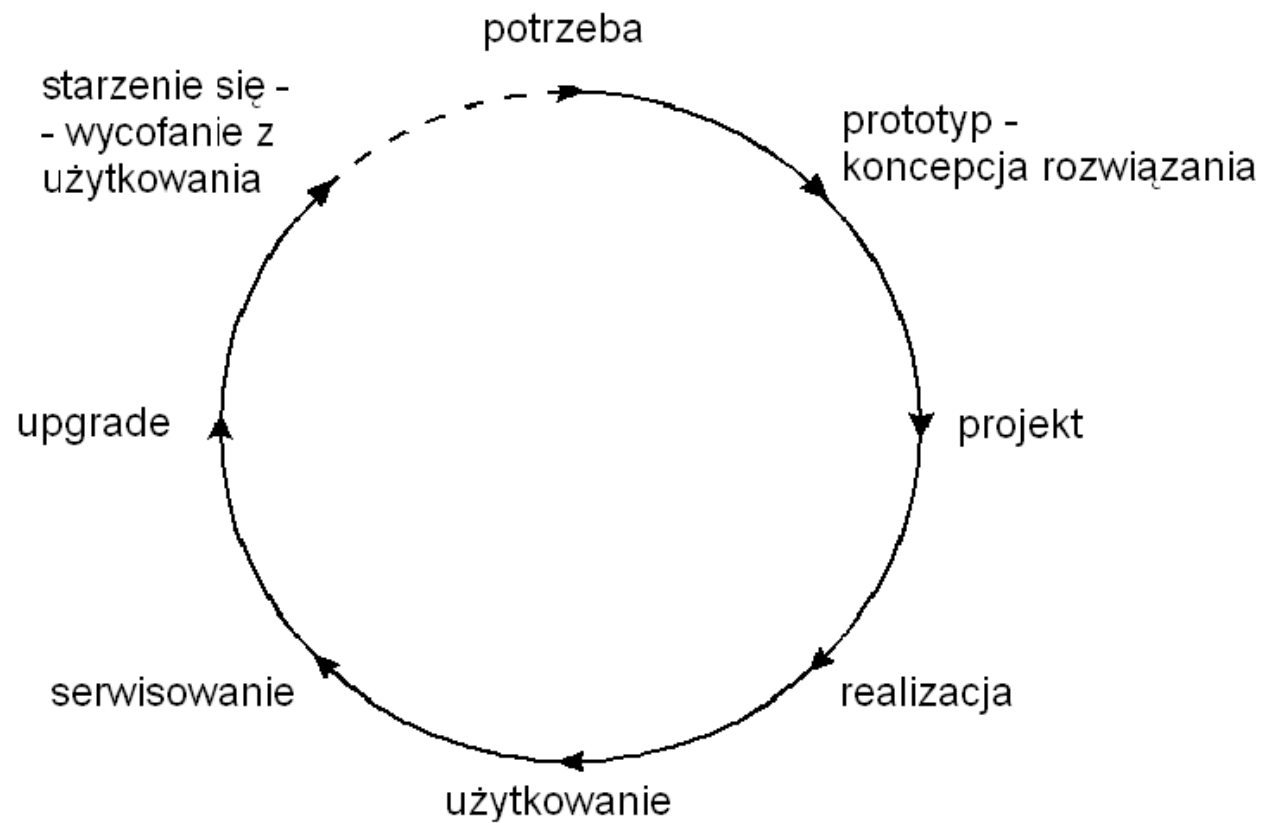 potrzeba
starzenie się -
- wycofanie z
użytkowania
prototyp -
koncepcja rozwiązania
upgrade
projekt
serwisowanie
realizacja
użytkowanie